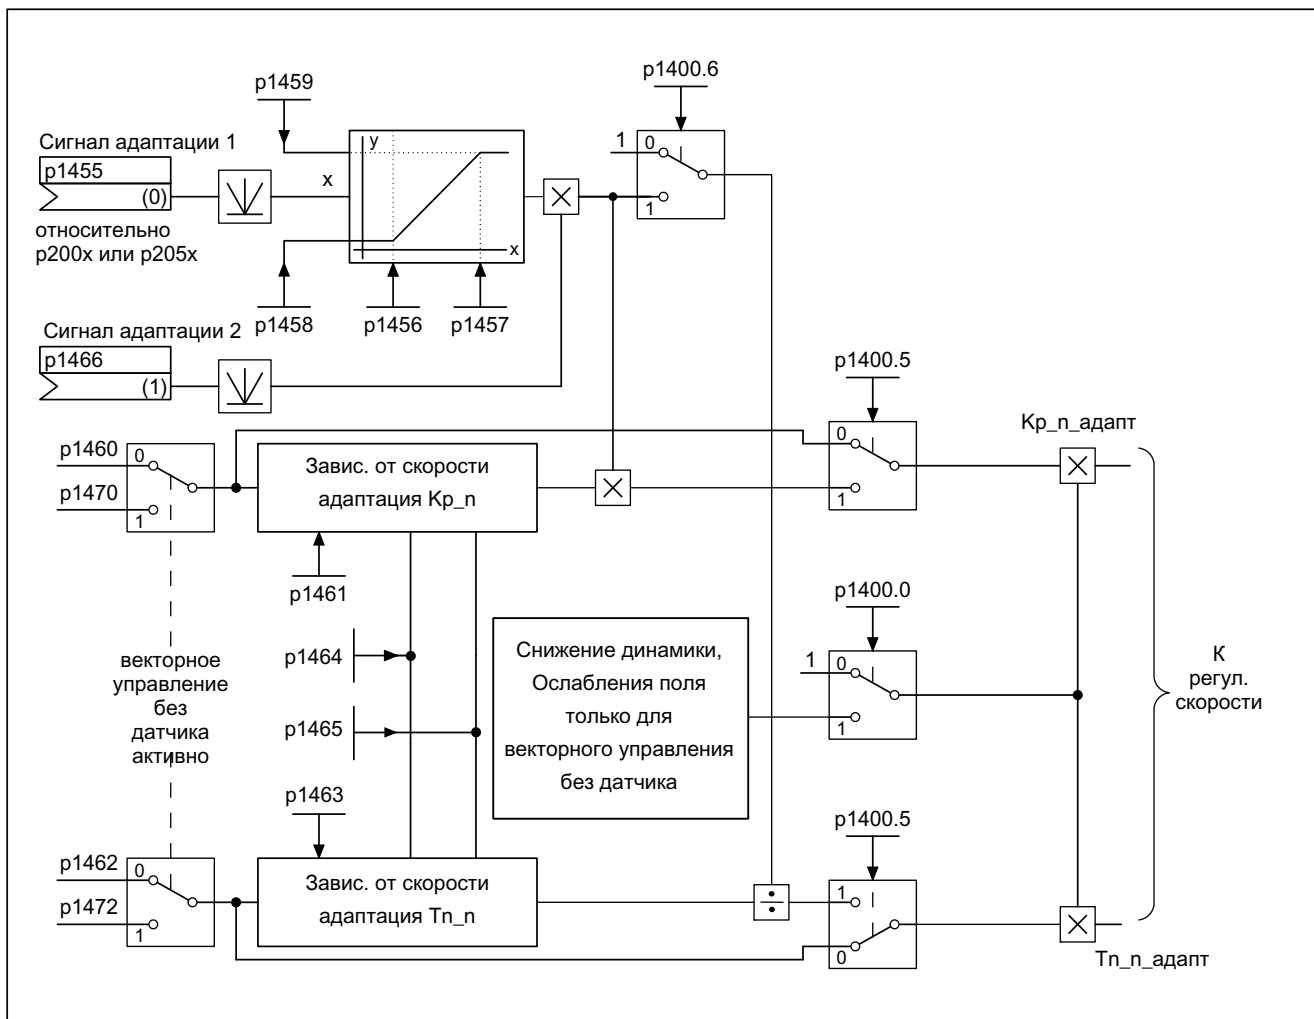 p1400.6
p1459
Сигнал адаптации 1
p1455
(0)
относительно
p200x или p205x
x
y
x
1
0
1
p1458
p1456
p1457
Сигнал адаптации 2
p1466
(1)
p1400.5
0
1
Kp_n_адапт
p1460
p1470
0
1
Завис. от скорости
адаптация Kp_n
p1461
p1464
p1465
p1463
векторное
управление
без
датчика
активно
Снижение динамики,
Ослабления поля
только для
векторного управления
без датчика
p1400.0
1
0
1
К
регул.
скорости
p1462
p1472
0
1
Завис. от скорости
адаптация Tn_n
p1400.5
1
0
Tn_n_адапт